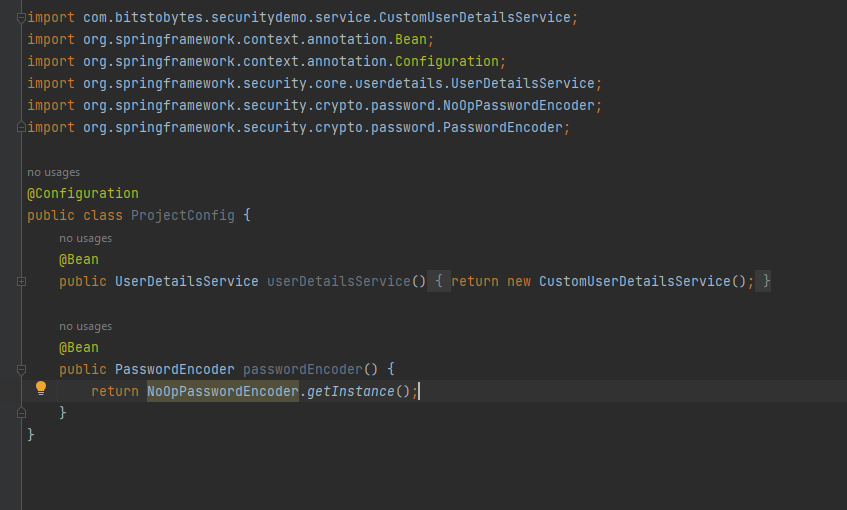 import com.bitstobytes.securitydemo.service.CustomUserDetailsService;
import org.springframework.context.annotation.Bean;
import org.springframework.context.annotation.Configuration;
import org.springframework.security.core.userdetails.UserDetailsService;
import org.springframework.security.crypto.password.NoOpPasswordEncoder;
import org.springframework.security.crypto.password.PasswordEncoder;
no usages
@Configuration
public class ProjectConfig {
no usages
@Bean
public UserDetailsService userDetailsService() { return new CustomUserDetailsService(); }
no usages
@Bean
public PasswordEncoder passwordEncoder() {
return NoOpPasswordEncoder.getInstance();
}
}